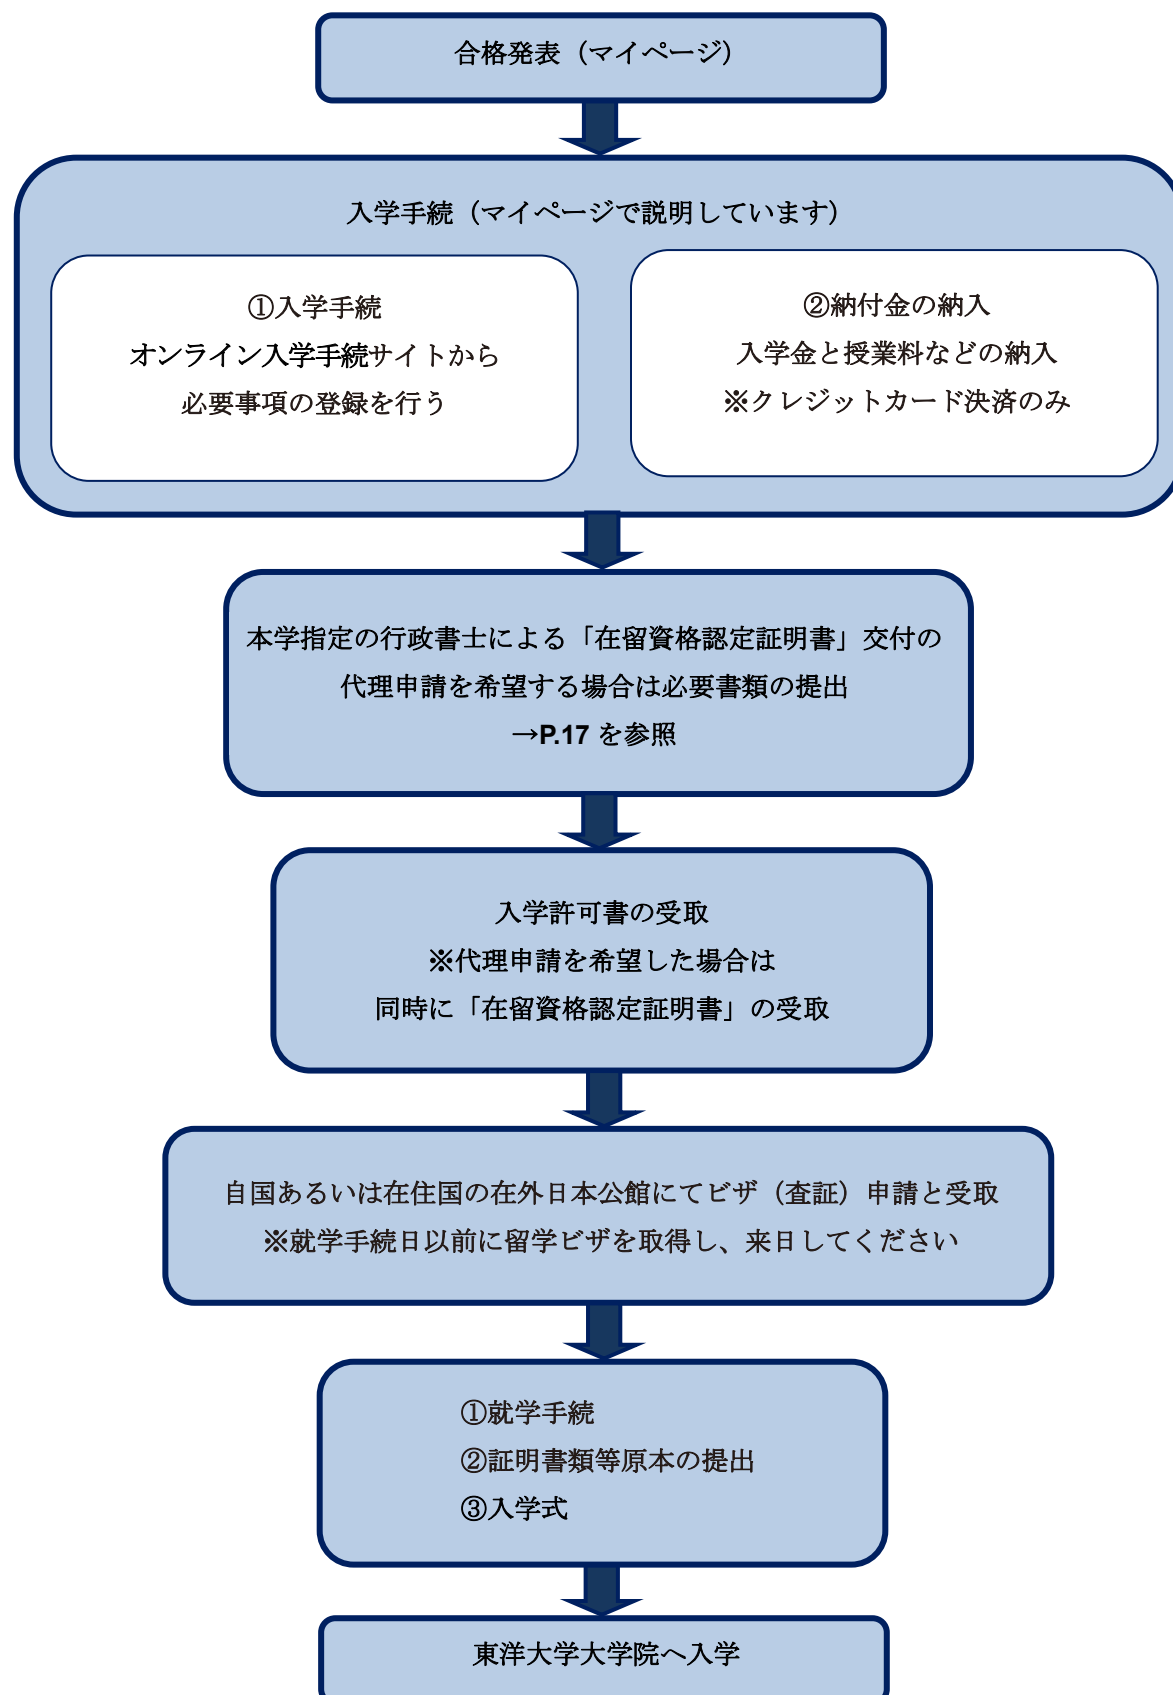 合格発表（マイページ）
入学手続（マイページで説明しています）
①入学手続
オンライン入学手続サイトから
必要事項の登録を行う
②納付金の納入
入学金と授業料などの納入
※クレジットカード決済のみ
本学指定の行政書士による「在留資格認定証明書」交付の
代理申請を希望する場合は必要書類の提出
→P.17 を参照
入学許可書の受取
※代理申請を希望した場合は
同時に「在留資格認定証明書」の受取
自国あるいは在住国の在外日本公館にてビザ（査証）申請と受取
※就学手続日以前に留学ビザを取得し、来日してください
①就学手続
②証明書類等原本の提出
③入学式
東洋大学大学院へ入学